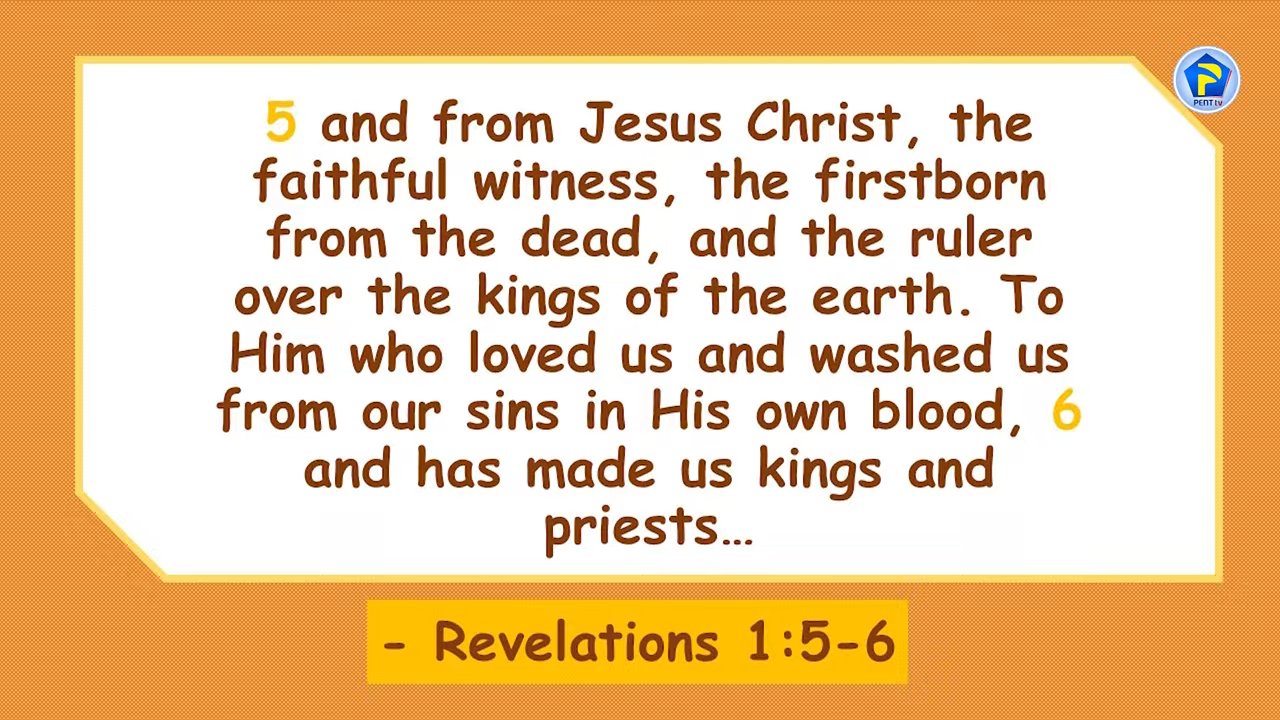 5 and from Jesus Christ, the
faithful witness, the firstborn
from the dead, and the ruler
over the kings of the earth. To
Him who loved us and washed us
from our sins in His own blood, 6
and has made us kings and
priests…
- Revelations 1:5-6
P
PENT tv